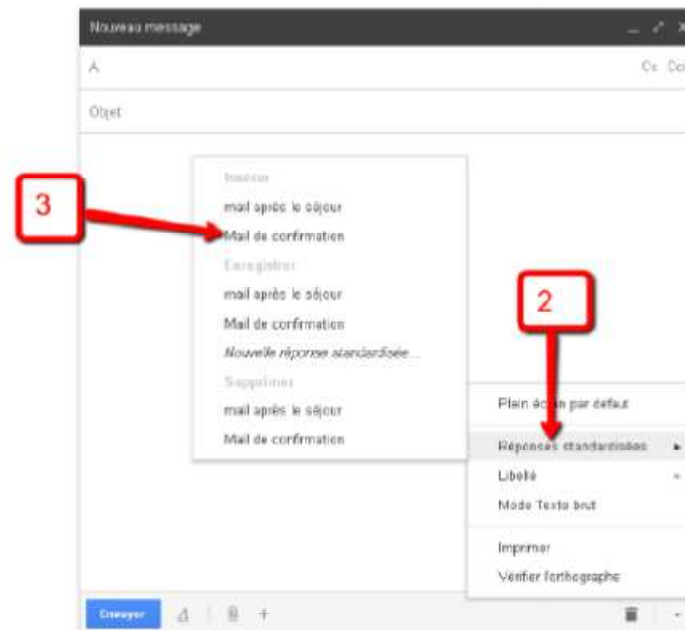 Nouveau message
A
Cc Cci
Objet
Insérer
mail après le séjour
Mail de confirmation
Enregistrer
mail après le séjour
Mail de confirmation
Nouvelle réponse standardisée...
Supprimer
mail après le séjour
Mail de confirmation
3
2
Plein écran par défaut
Réponses standardisées
Libellé
Mode Texte brut
Imprimer
Vérifier l'orthographe
Envoyer